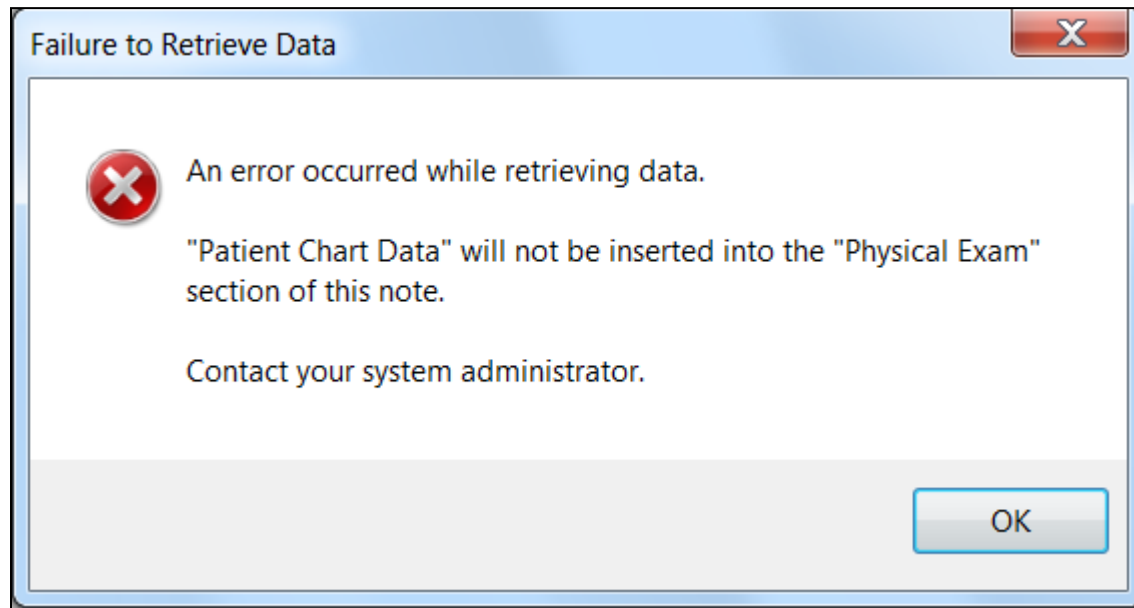 Failure to Retrieve Data
An error occurred while retrieving data.
"Patient Chart Data" will not be inserted into the "Physical Exam"
section of this note.
Contact your system administrator.
OK